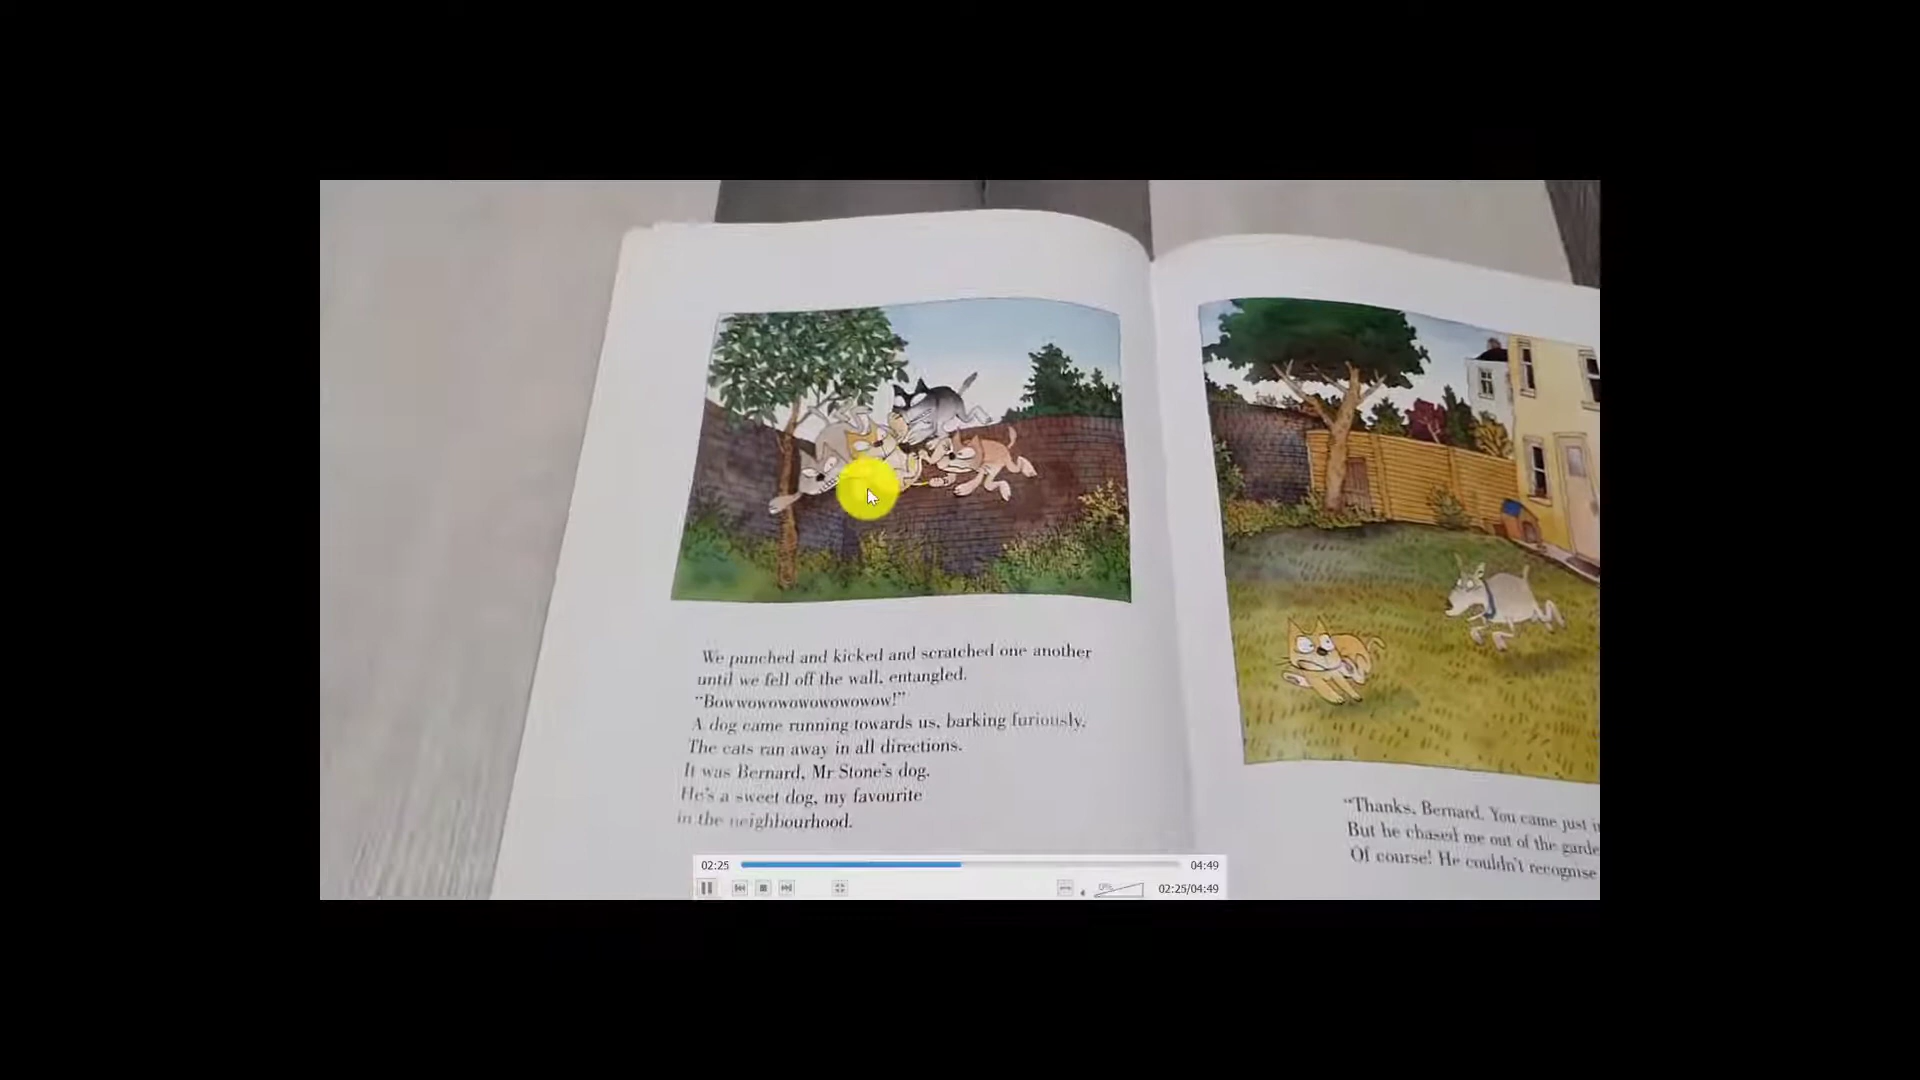 We punched and kicked and scratched one another
until we fell off the wall, entangled.
"Bowwowowowowowowow!"
A dog came running towards us, barking furiously.
The cats ran away in all directions.
It was Bernard, Mr Stone's dog.
He's a sweet dog, my favourite
in the neighbourhood.
"Thanks, Bernard. You came just
But he chased me out of the
Of course! He couldn't recognise
02:25
04:49
0%
02:25/04:49